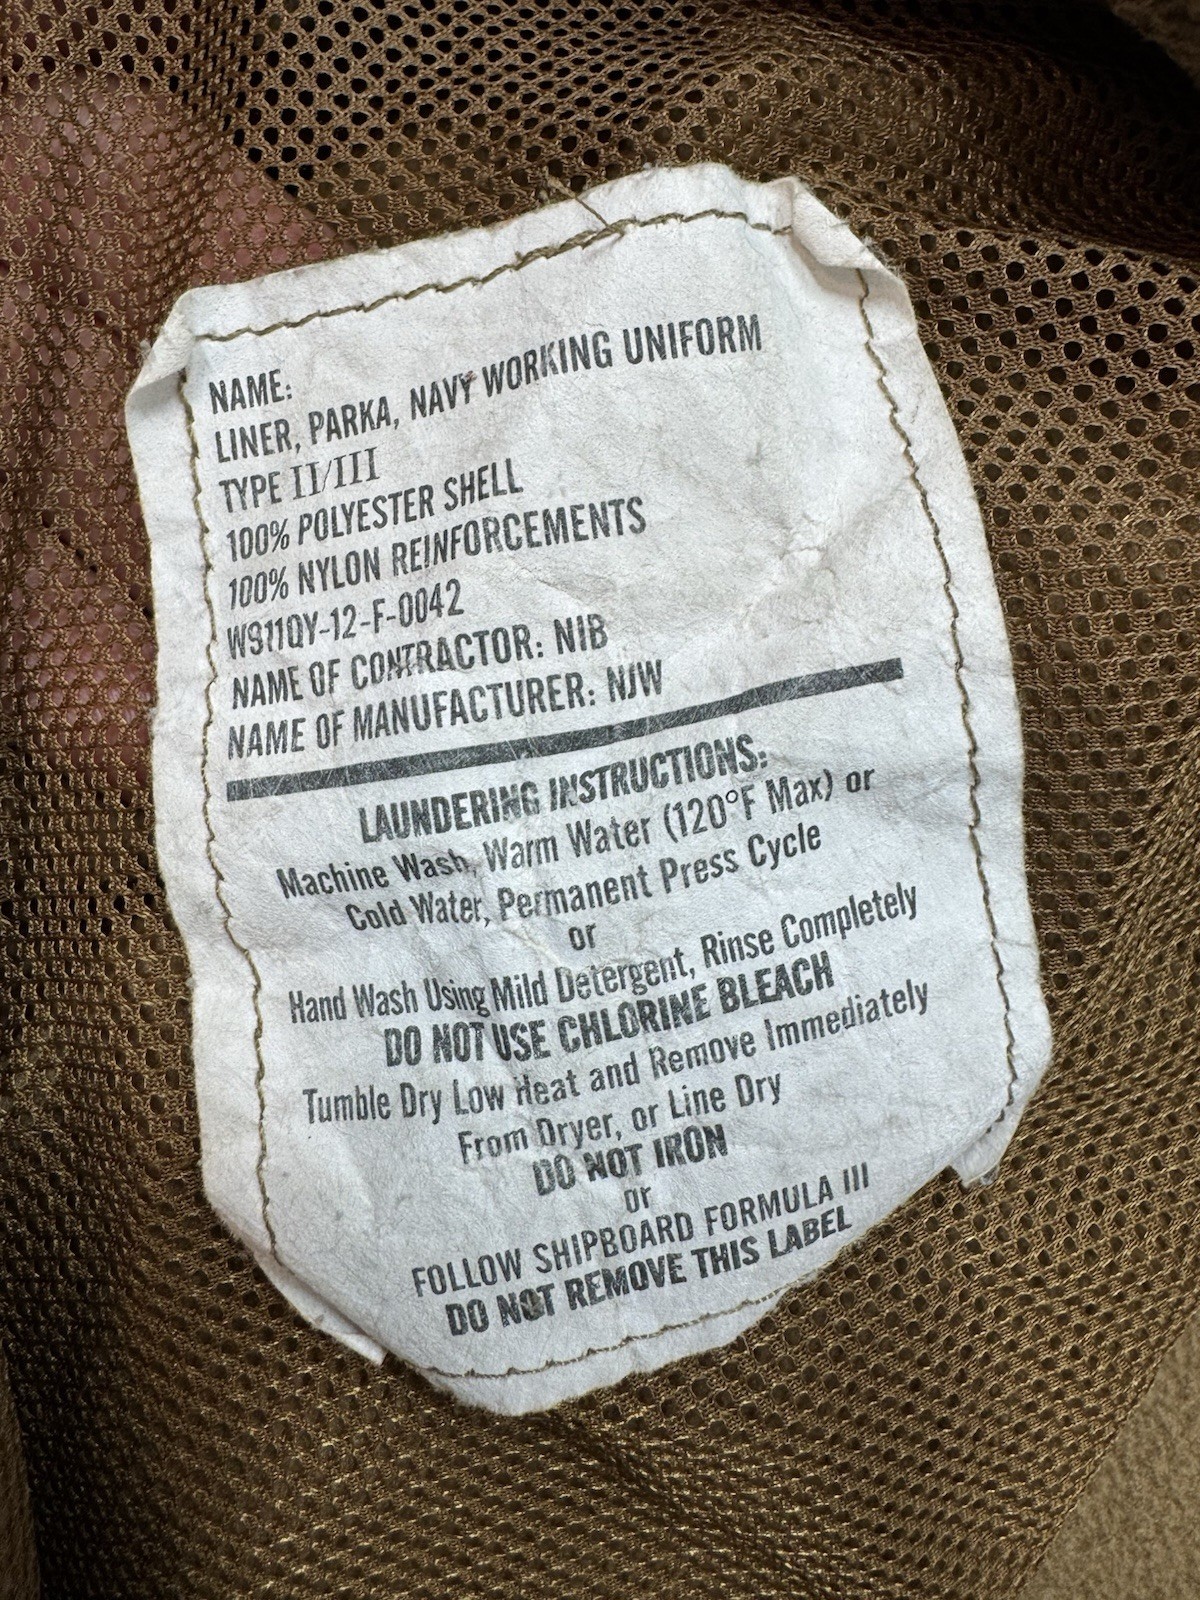 NAME:
LINER, PARKA, NAVY WORKING UNIFORM
TYPE II/III
100% POLYESTER SHELL
100% NYLON REINFORCEMENTS
W911QY-12-F-0042
NAME OF CONTRACTOR: NIB
NAME OF MANUFACTURER: NJW
LAUNDERING INSTRUCTIONS:
Machine Wash, Warm Water (120°F Max) or
Cold Water, Permanent Press Cycle
or
Hand Wash Using Mild Detergent, Rinse Completely
DO NOT USE CHLORINE BLEACH
Tumble Dry Low Heat and Remove Immediately
From Dryer, or Line Dry
DO NOT IRON
or
FOLLOW SHIPBOARD FORMULA III
DO NOT REMOVE THIS LABEL